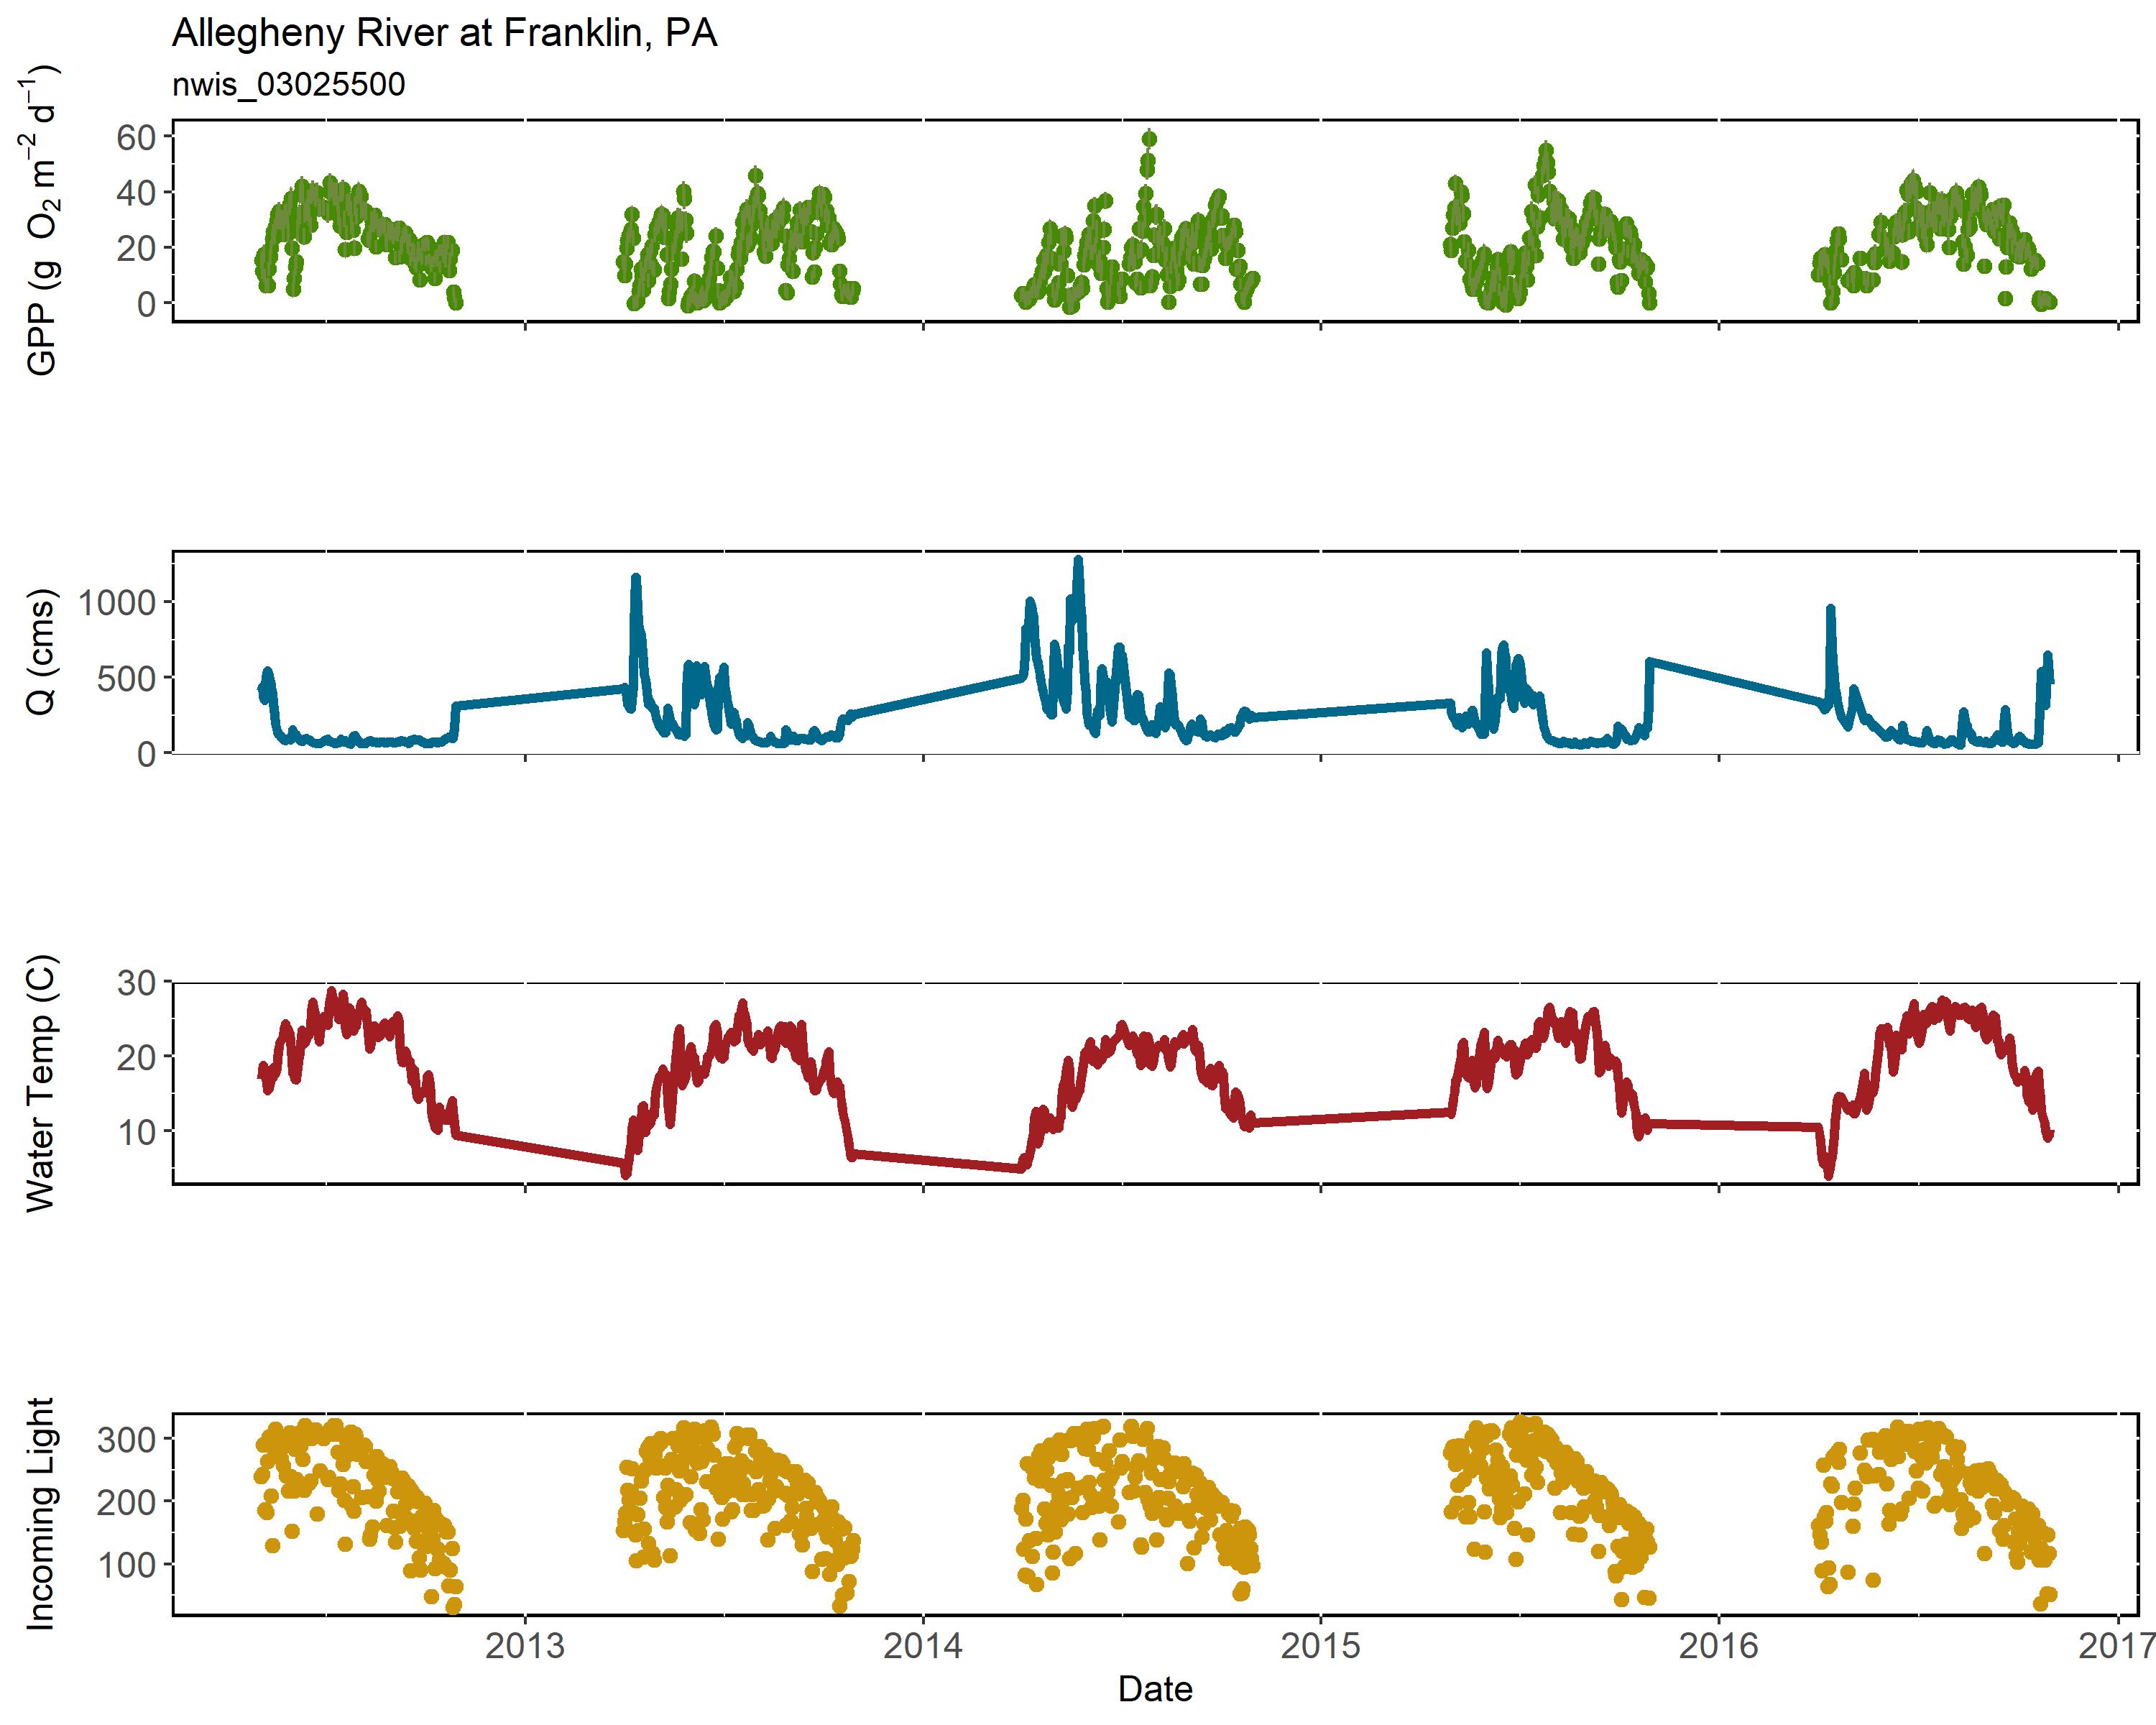 Allegheny River at Franklin, PA
nwis_03025500
GPP (g O₂ m⁻² d⁻¹)
60
40
20
0
Q (cms)
1000
500
0
Water Temp (C)
30
20
10
Incoming Light
300
200
100
2013 2014 2015 2016 2017
Date